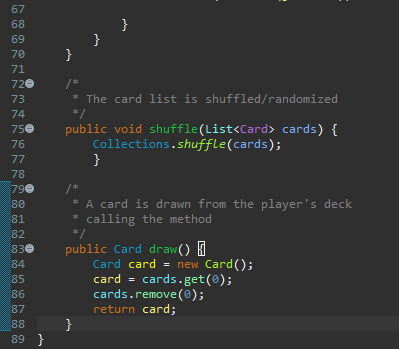 67
68 }
69 }
70 }
71
72 /*
73 * The card list is shuffled/randomized
74 */
75 public void shuffle(List<Card> cards) {
76 Collections.shuffle(cards);
77 }
78
79 /*
80 * A card is drawn from the player's deck
81 * calling the method
82 */
83 public Card draw() {
84 Card card = new Card();
85 card = cards.get(0);
86 cards.remove(0);
87 return card;
88 }
89 }